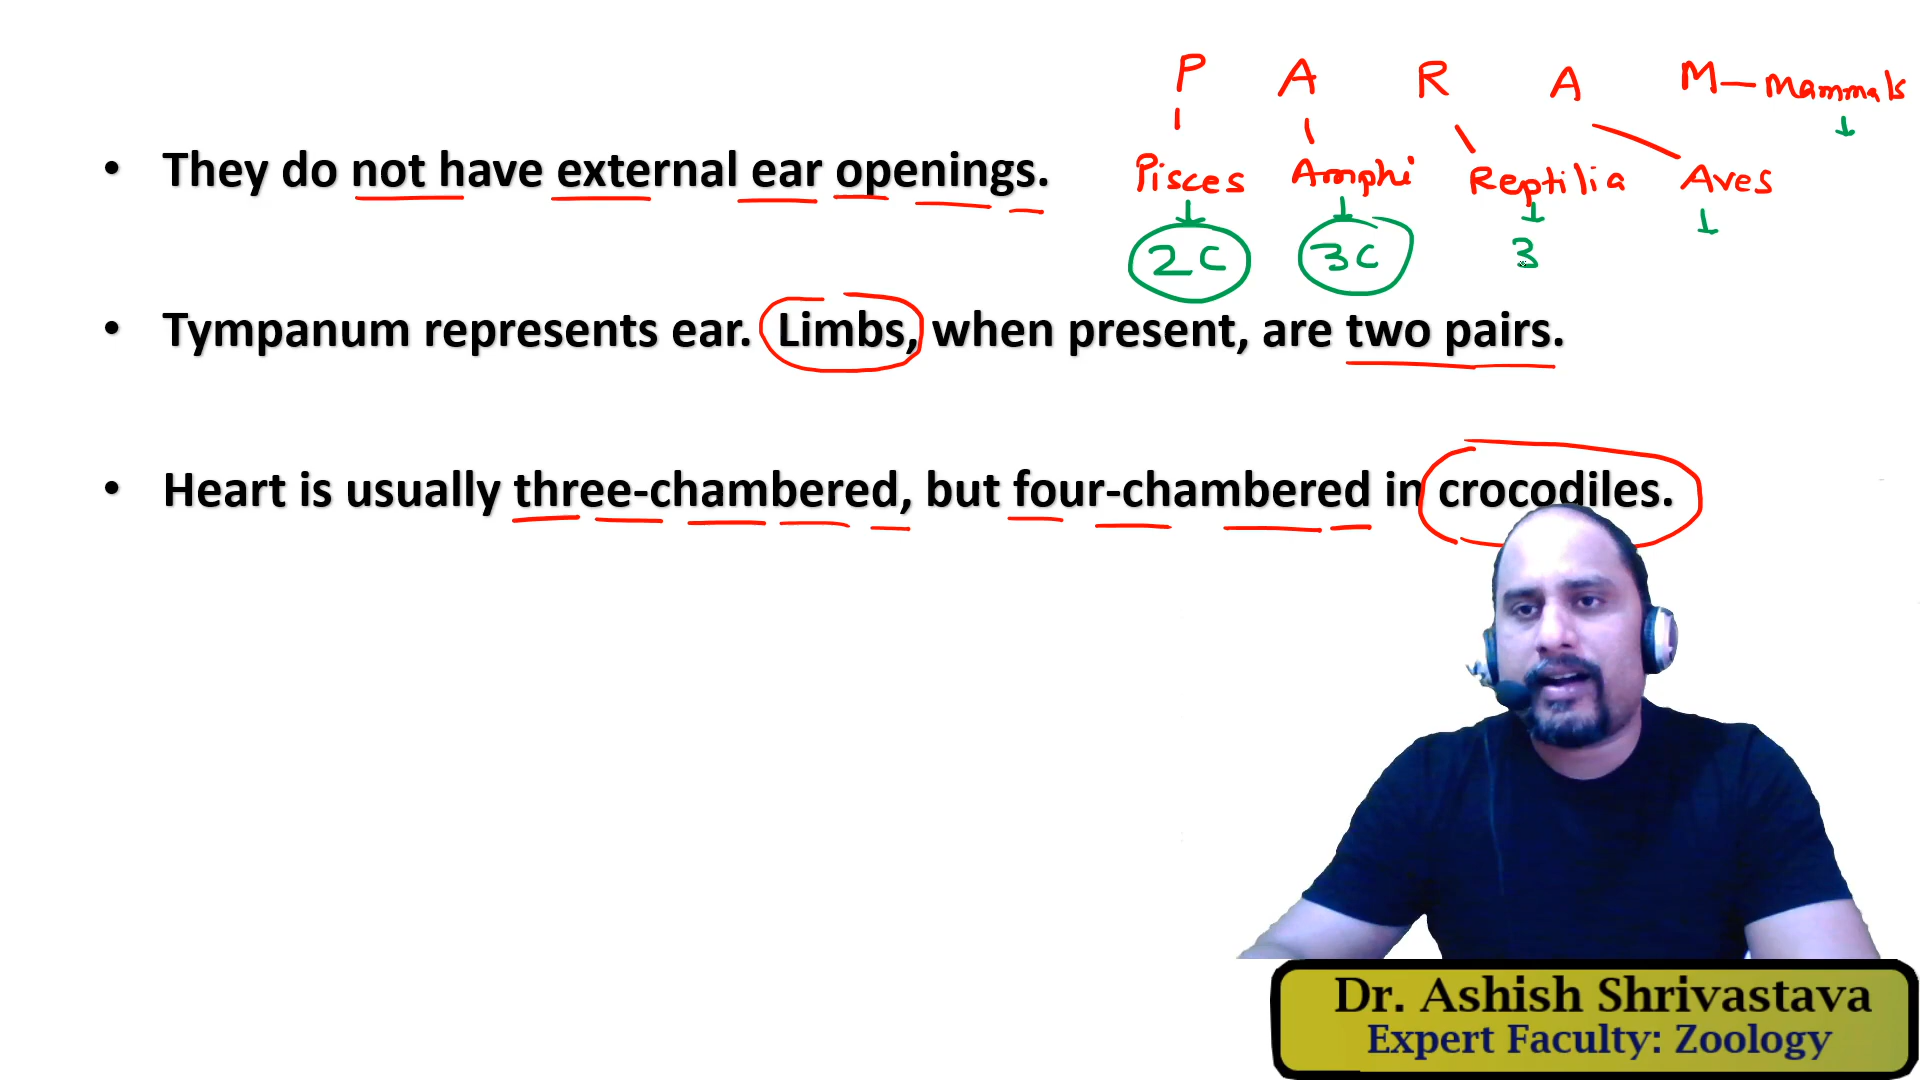 P A R A M — Mammals
Pisces Amphi Reptilia Aves
2C 3C 3
• They do not have external ear openings.
• Tympanum represents ear. Limbs, when present, are two pairs.
• Heart is usually three-chambered, but four-chambered in crocodiles.
Dr. Ashish Shrivastava
Expert Faculty: Zoology